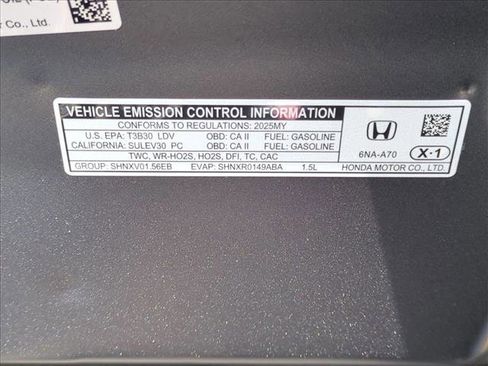 r Co., Ltd.
VEHICLE EMISSION CONTROL INFORMATION
CONFORMS TO REGULATIONS: 2025MY
U.S. EPA: T3B30 LDV OBD: CA II FUEL: GASOLINE
CALIFORNIA: SULEV30 PC OBD: CA II FUEL: GASOLINE
TWC, WR-HO2S, HO2S, DFI, TC, CAC
GROUP: SHNXV01.56EB EVAP: SHNXR0149ABA 1.5L
6NA-A70 X·1
HONDA MOTOR CO., LTD.